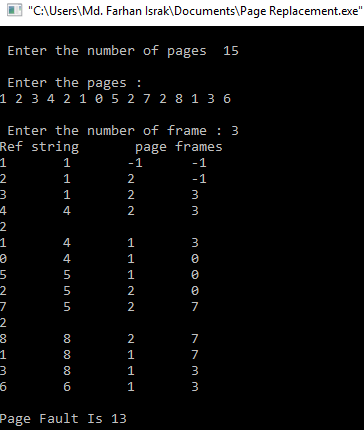 "C:\Users\Md. Farhan Israk\Documents\Page Replacement.exe"
Enter the number of pages  15
Enter the pages :
1 2 3 4 2 1 0 5 2 7 2 8 1 3 6
Enter the number of frame : 3
Ref string       page frames
1       1       -1      -1
2       1       2       -1
3       1       2       3
4       4       2       3
2
1       4       1       3
0       4       1       0
5       5       1       0
2       5       2       0
7       5       2       7
2
8       8       2       7
1       8       1       7
3       8       1       3
6       6       1       3
Page Fault Is 13